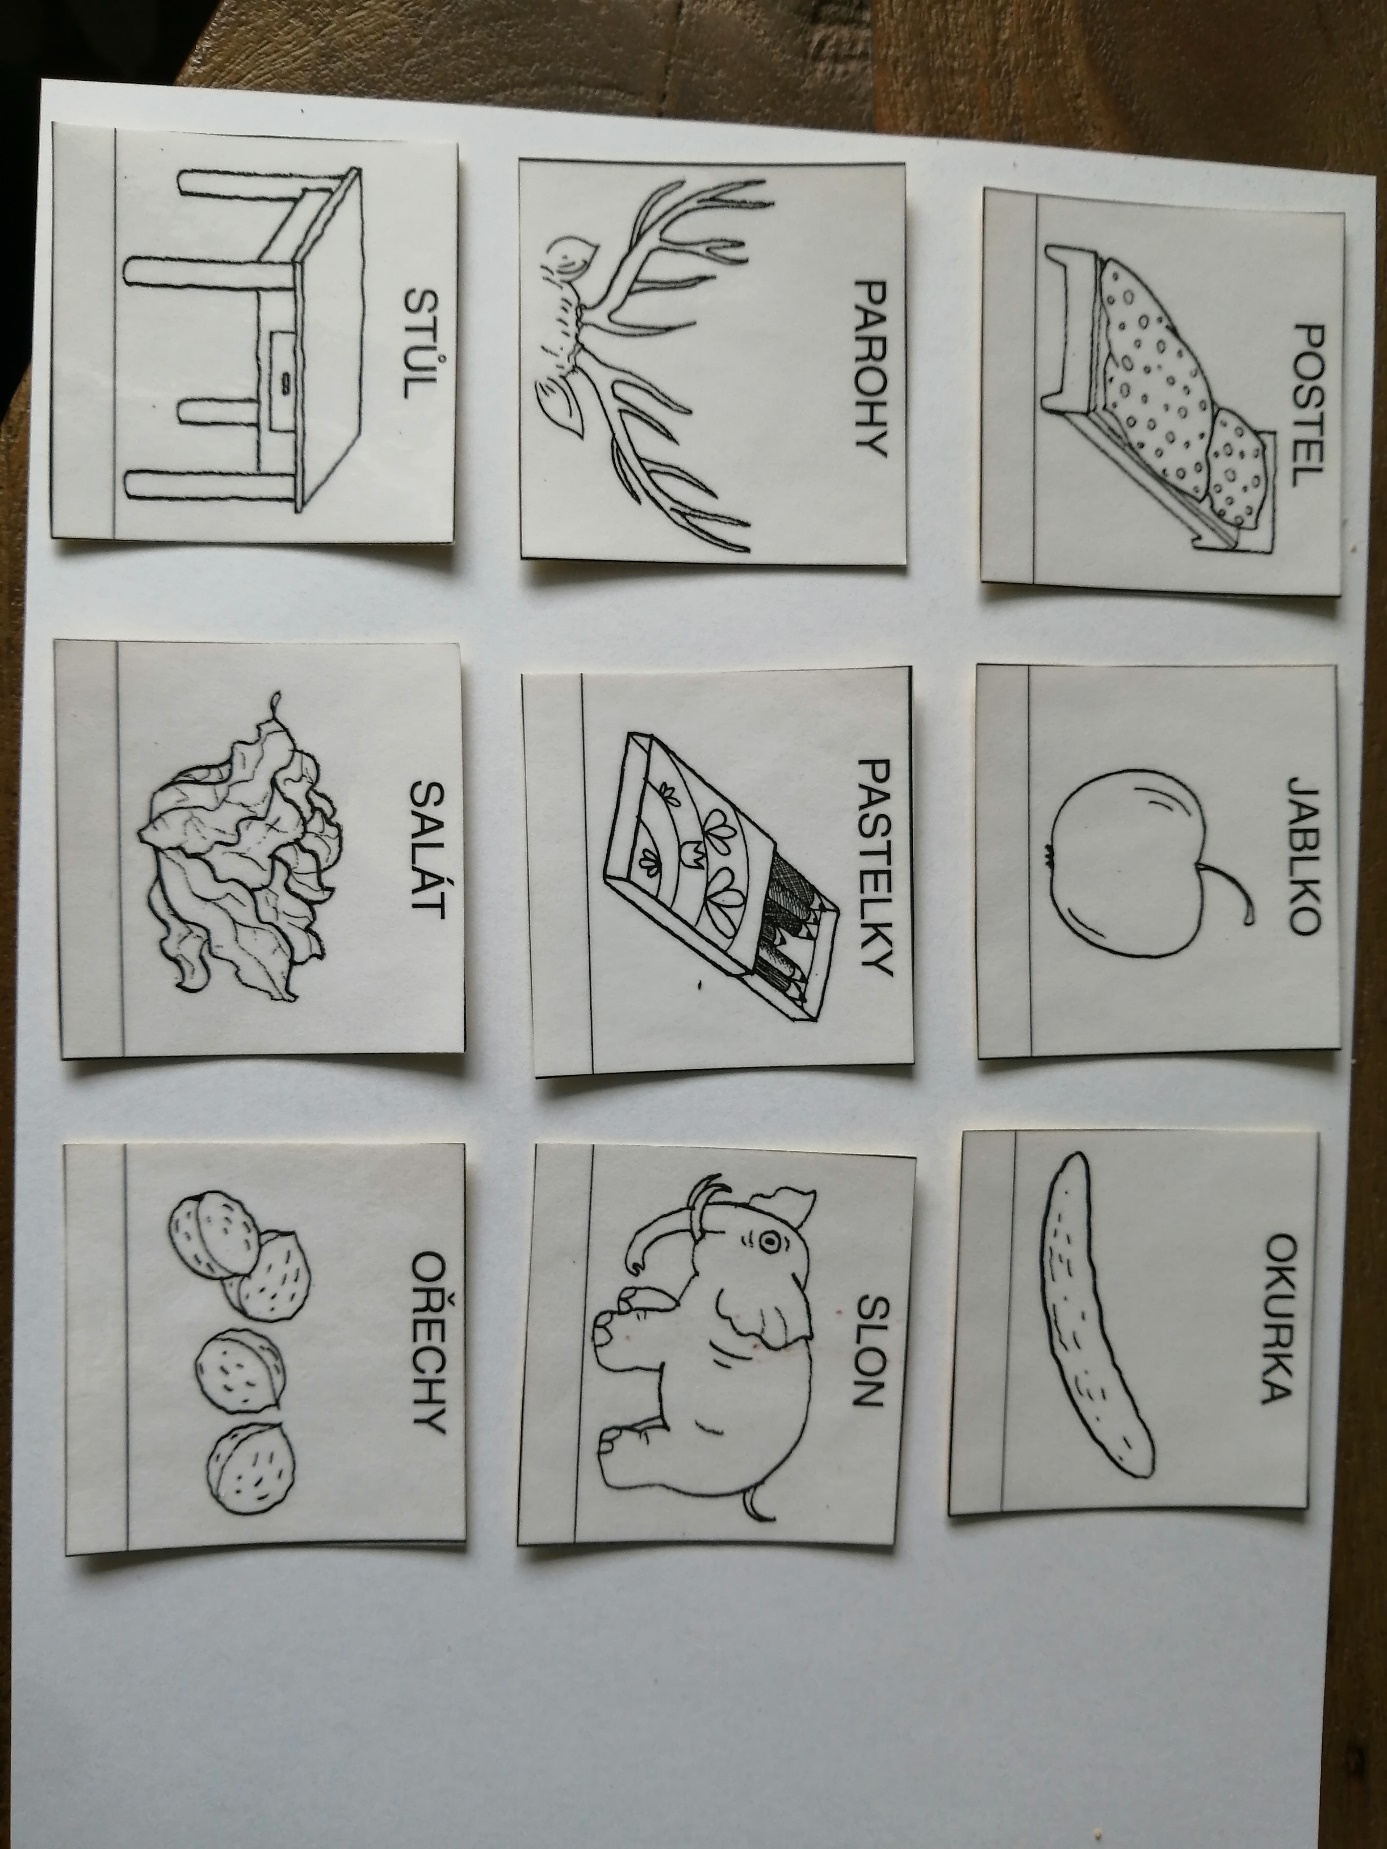 POSTEL
JABLKO
OKURKA
PAROHY
PASTELKY
SLON
STŮL
SALÁT
OŘECHY